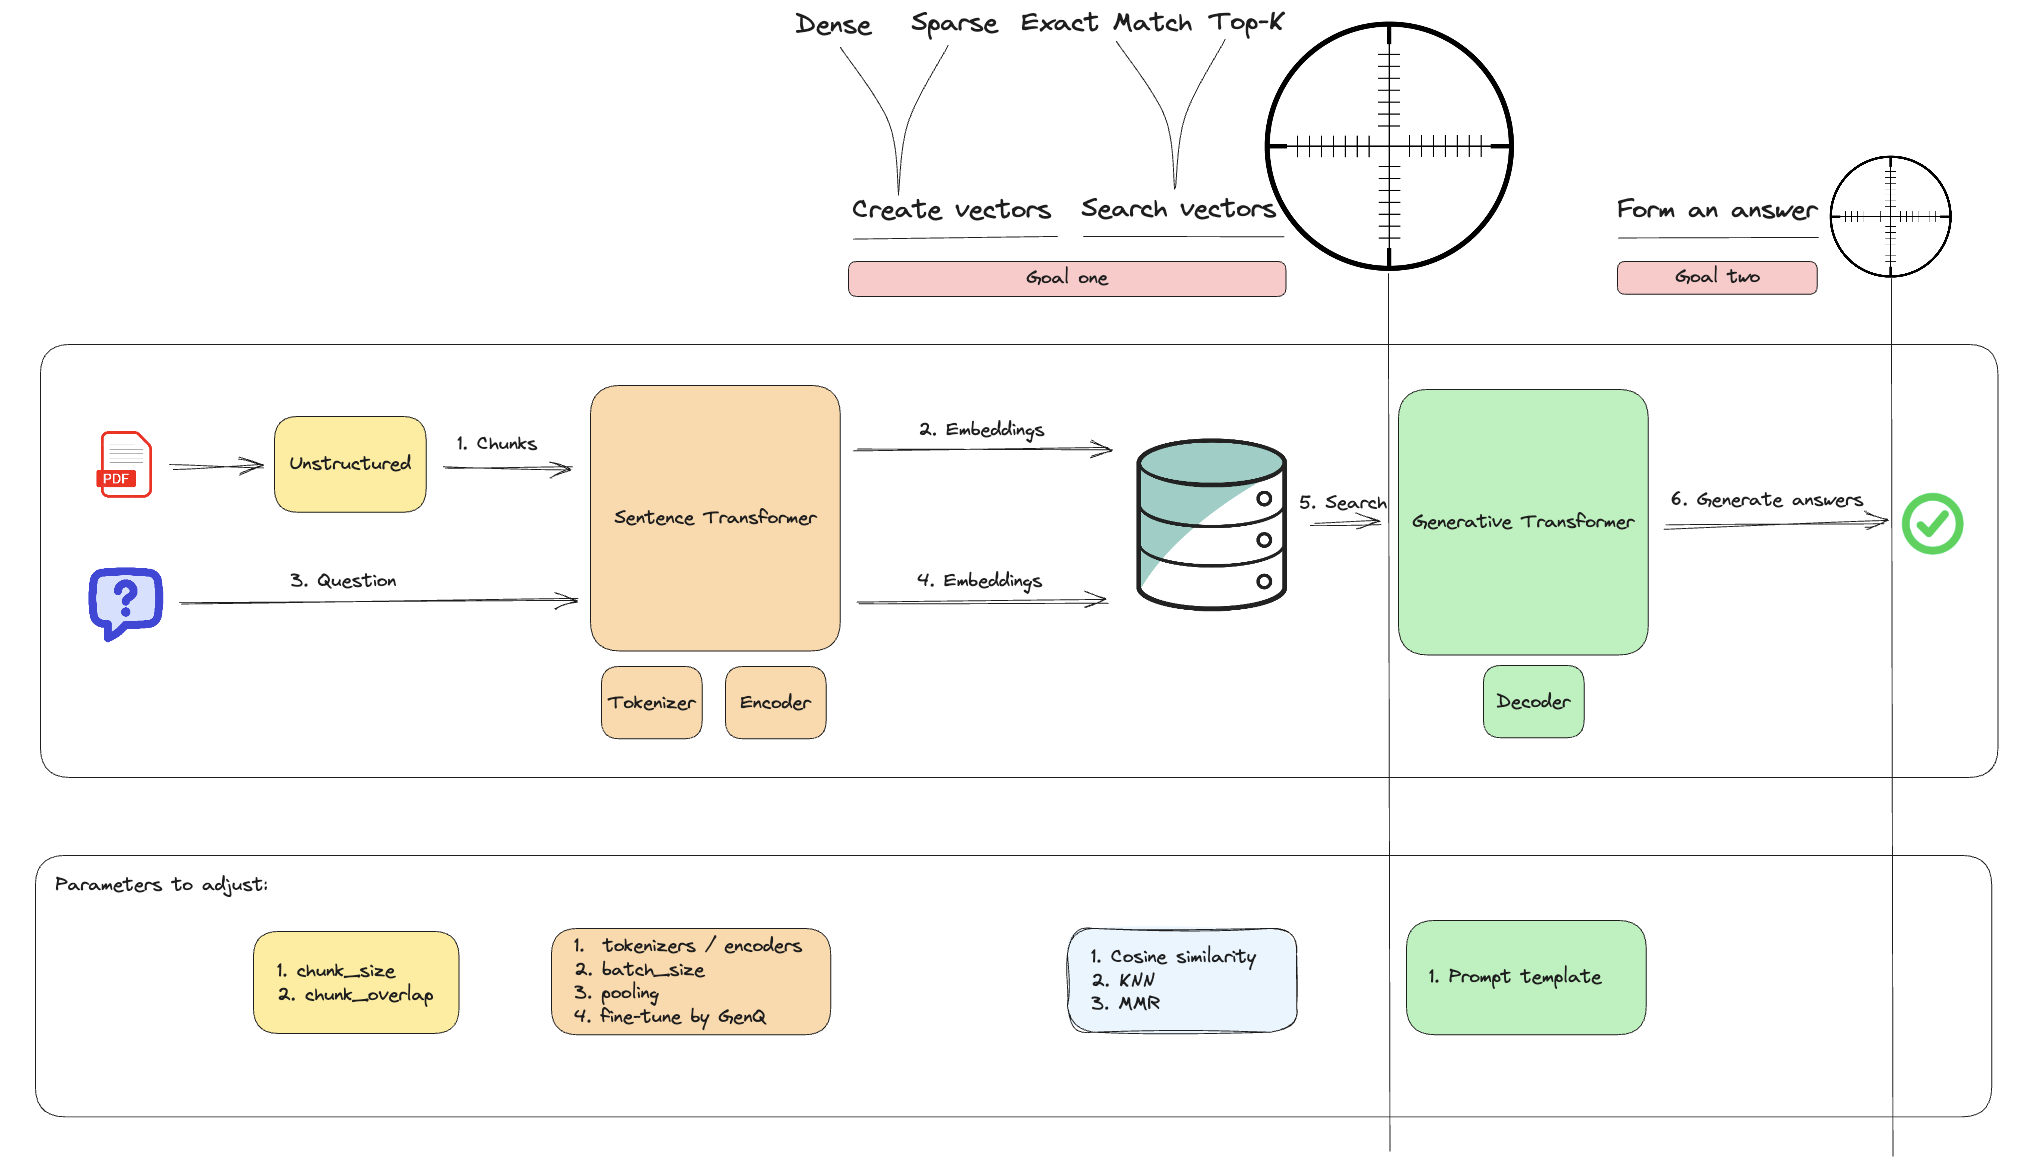 Dense Sparse Exact Match Top-K
Create vectors Search vectors
Form an answer
Goal one
Goal two
PDF
Unstructured
1. Chunks
Sentence Transformer
2. Embeddings
5. Search
Generative Transformer
6. Generate answers
3. Question
4. Embeddings
Tokenizer
Encoder
Decoder
Parameters to adjust:
1. chunk_size
2. chunk_overlap
1. tokenizers / encoders
2. batch_size
3. pooling
4. fine-tune by GenQ
1. Cosine similarity
2. KNN
3. MMR
1. Prompt template